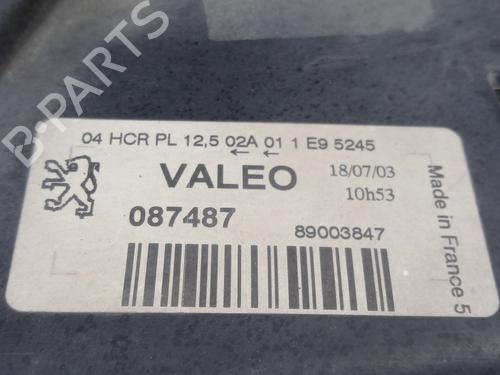 04 HCR PL 12,5 02A 01 1 E9 5245
VALEO
18/07/03
10h53
087487
89003847
Made in France 5
B-PARTS